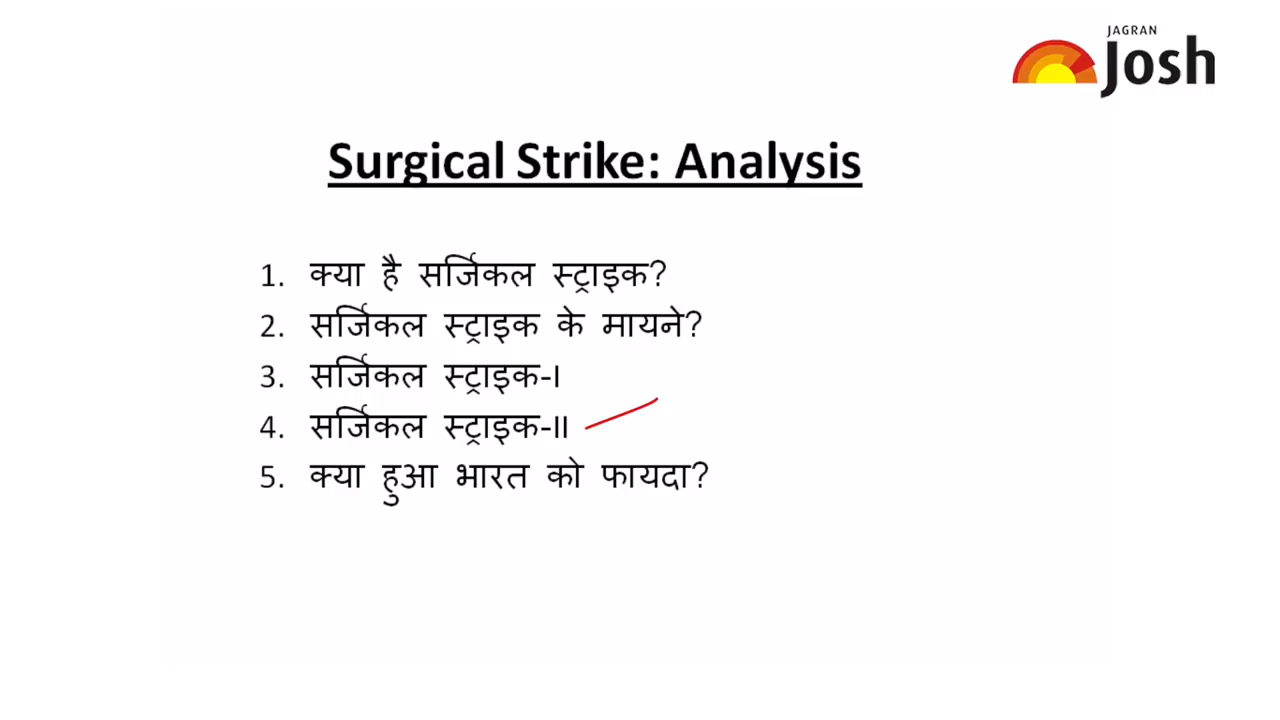 JAGRAN
Josh
Surgical Strike: Analysis
1. क्या है सर्जिकल स्ट्राइक?
2. सर्जिकल स्ट्राइक के मायने?
3. सर्जिकल स्ट्राइक-I
4. सर्जिकल स्ट्राइक-II
5. क्या हुआ भारत को फायदा?